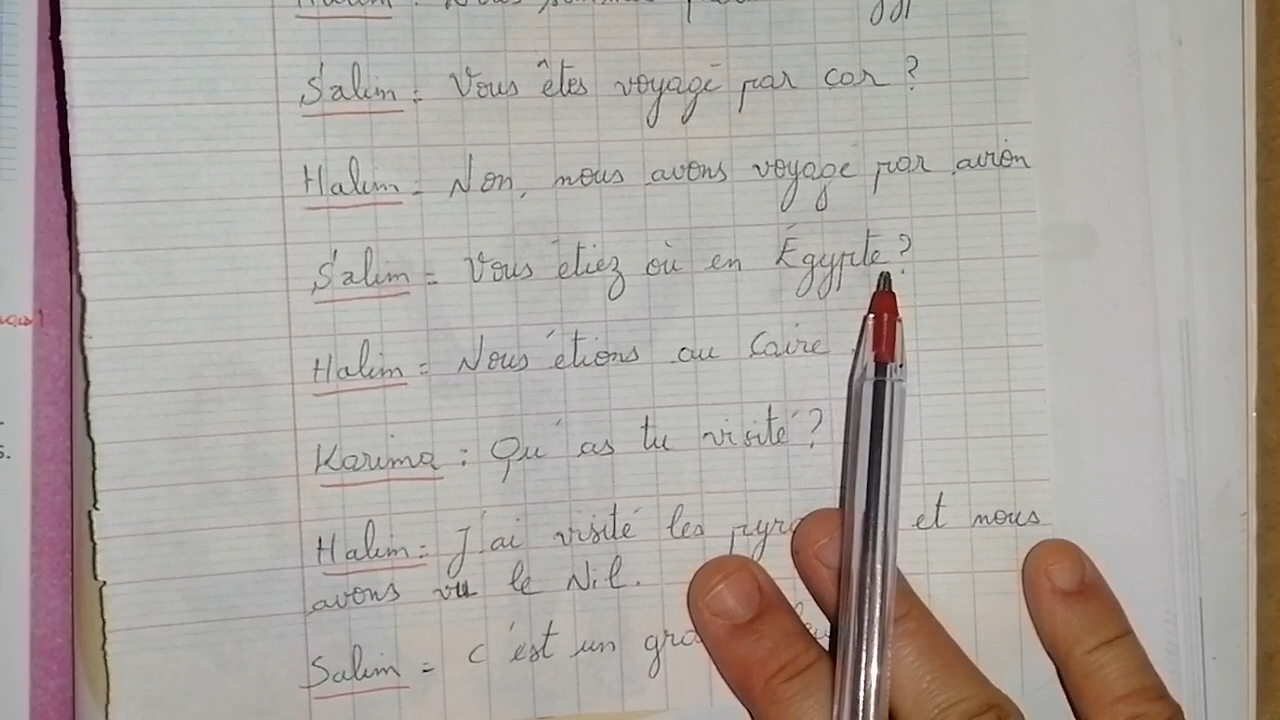 Salim = Vous êtes voyagé par car ?
Halim = Non, nous avons voyagé par avion
Salim = Vous étiez où en Égypte ?
Halim = Nous étions au Caire
Karima : Qu'as tu visité ?
Halim = J'ai visité les et nous
avons vu le Nil.
Salim = c'est un